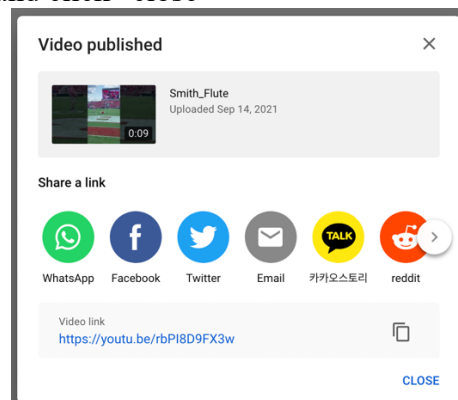 Video published
Smith_Flute
Uploaded Sep 14, 2021
0:09
Share a link
TALK
WhatsApp Facebook Twitter Email 카카오스토리 reddit
Video link
https://youtu.be/rbPI8D9FX3w
CLOSE